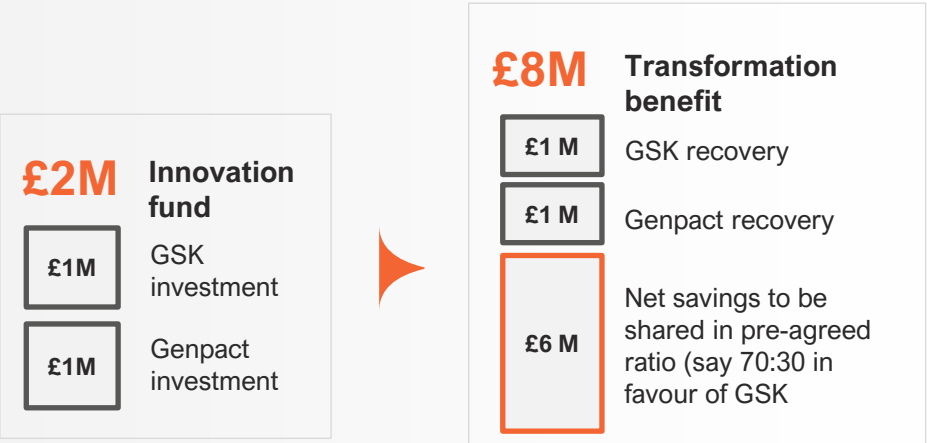 £2M
Innovation
fund
£1M
GSK
investment
£1M
Genpact
investment
£8M
Transformation
benefit
£1 M
GSK recovery
£1 M
Genpact recovery
£6 M
Net savings to be
shared in pre-agreed
ratio (say 70:30 in
favour of GSK